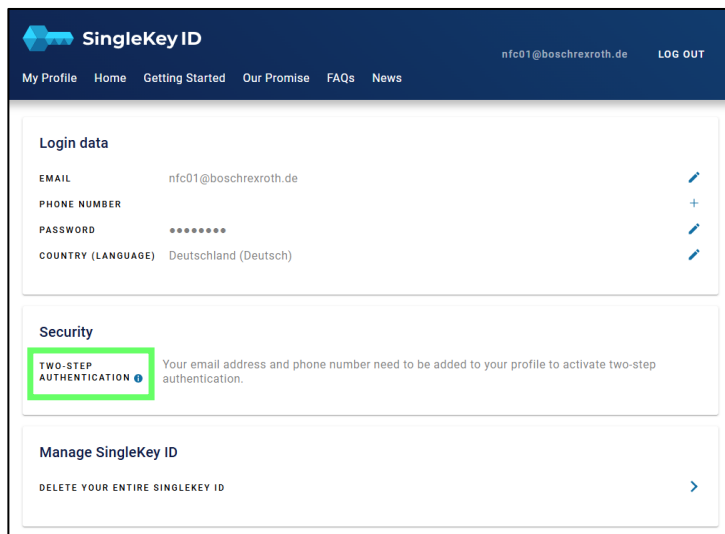 SingleKey ID
nfc01@boschrexroth.de LOG OUT
My Profile Home Getting Started Our Promise FAQs News
Login data
EMAIL nfc01@boschrexroth.de
PHONE NUMBER +
PASSWORD ●●●●●●●●
COUNTRY (LANGUAGE) Deutschland (Deutsch)
Security
TWO-STEP
AUTHENTICATION
Your email address and phone number need to be added to your profile to activate two-step
authentication.
Manage SingleKey ID
DELETE YOUR ENTIRE SINGLEKEY ID